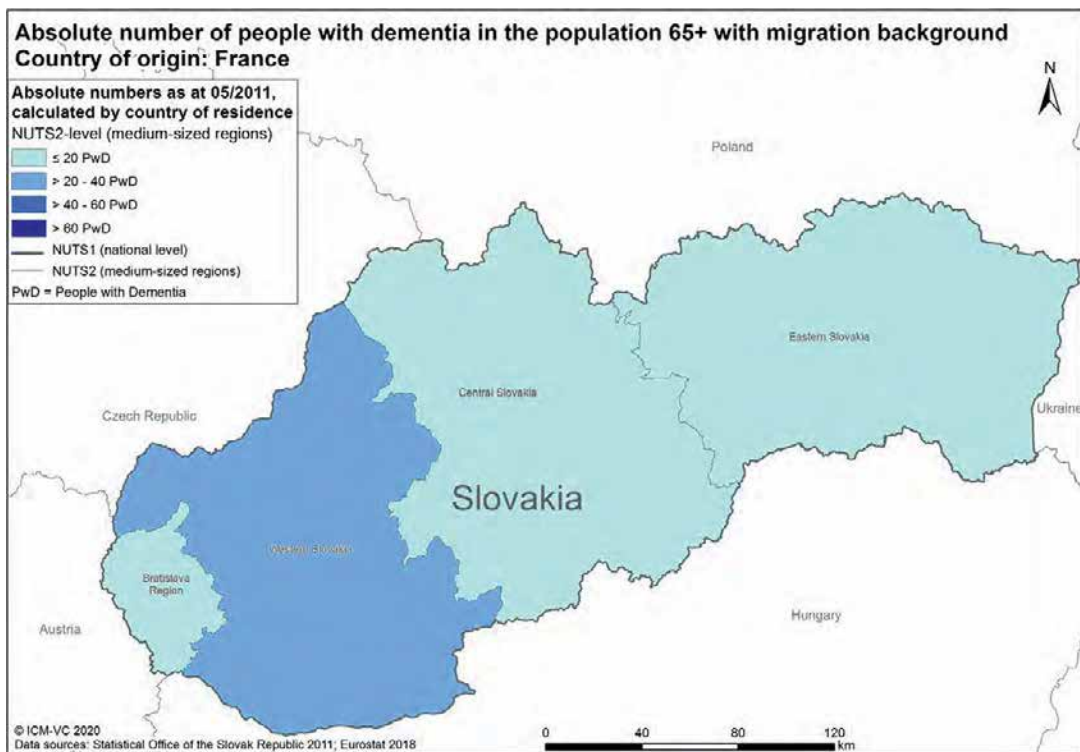 Absolute number of people with dementia in the population 65+ with migration background
Country of origin: France
Absolute numbers as at 05/2011,
calculated by country of residence
NUTS2-level (medium-sized regions)
≤ 20 PwD
> 20 - 40 PwD
> 40 - 60 PwD
> 60 PwD
NUTS1 (national level)
NUTS2 (medium-sized regions)
PwD = People with Dementia
N
Poland
Eastern Slovakia
Central Slovakia
Czech Republic
Ukraine
Slovakia
Western Slovakia
Bratislava
Region
Hungary
Austria
© ICM-VC 2020
Data sources: Statistical Office of the Slovak Republic 2011; Eurostat 2018
0 40 80 120
km